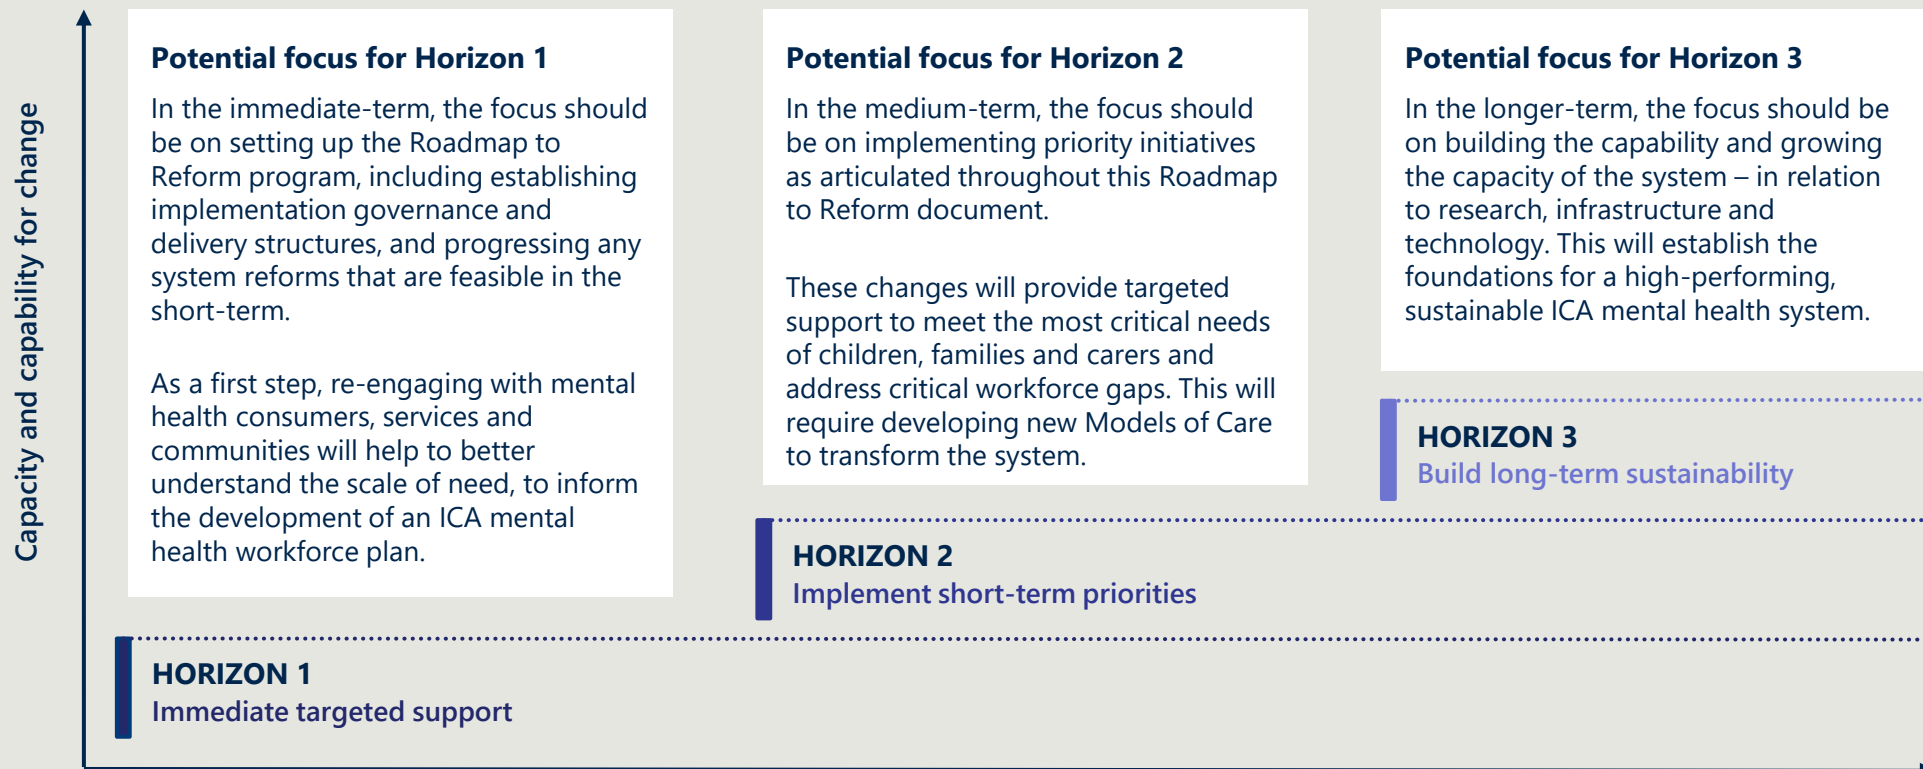 Capacity and capability for change
Potential focus for Horizon 1
In the immediate-term, the focus should
be on setting up the Roadmap to
Reform program, including establishing
implementation governance and
delivery structures, and progressing any
system reforms that are feasible in the
short-term.
As a first step, re-engaging with mental
health consumers, services and
communities will help to better
understand the scale of need, to inform
the development of an ICA mental
health workforce plan.
HORIZON 1
Immediate targeted support
Potential focus for Horizon 2
In the medium-term, the focus should
be on implementing priority initiatives
as articulated throughout this Roadmap
to Reform document.
These changes will provide targeted
support to meet the most critical needs
of children, families and carers and
address critical workforce gaps. This will
require developing new Models of Care
to transform the system.
HORIZON 2
Implement short-term priorities
Potential focus for Horizon 3
In the longer-term, the focus should be
on building the capability and growing
the capacity of the system – in relation
to research, infrastructure and
technology. This will establish the
foundations for a high-performing,
sustainable ICA mental health system.
HORIZON 3
Build long-term sustainability